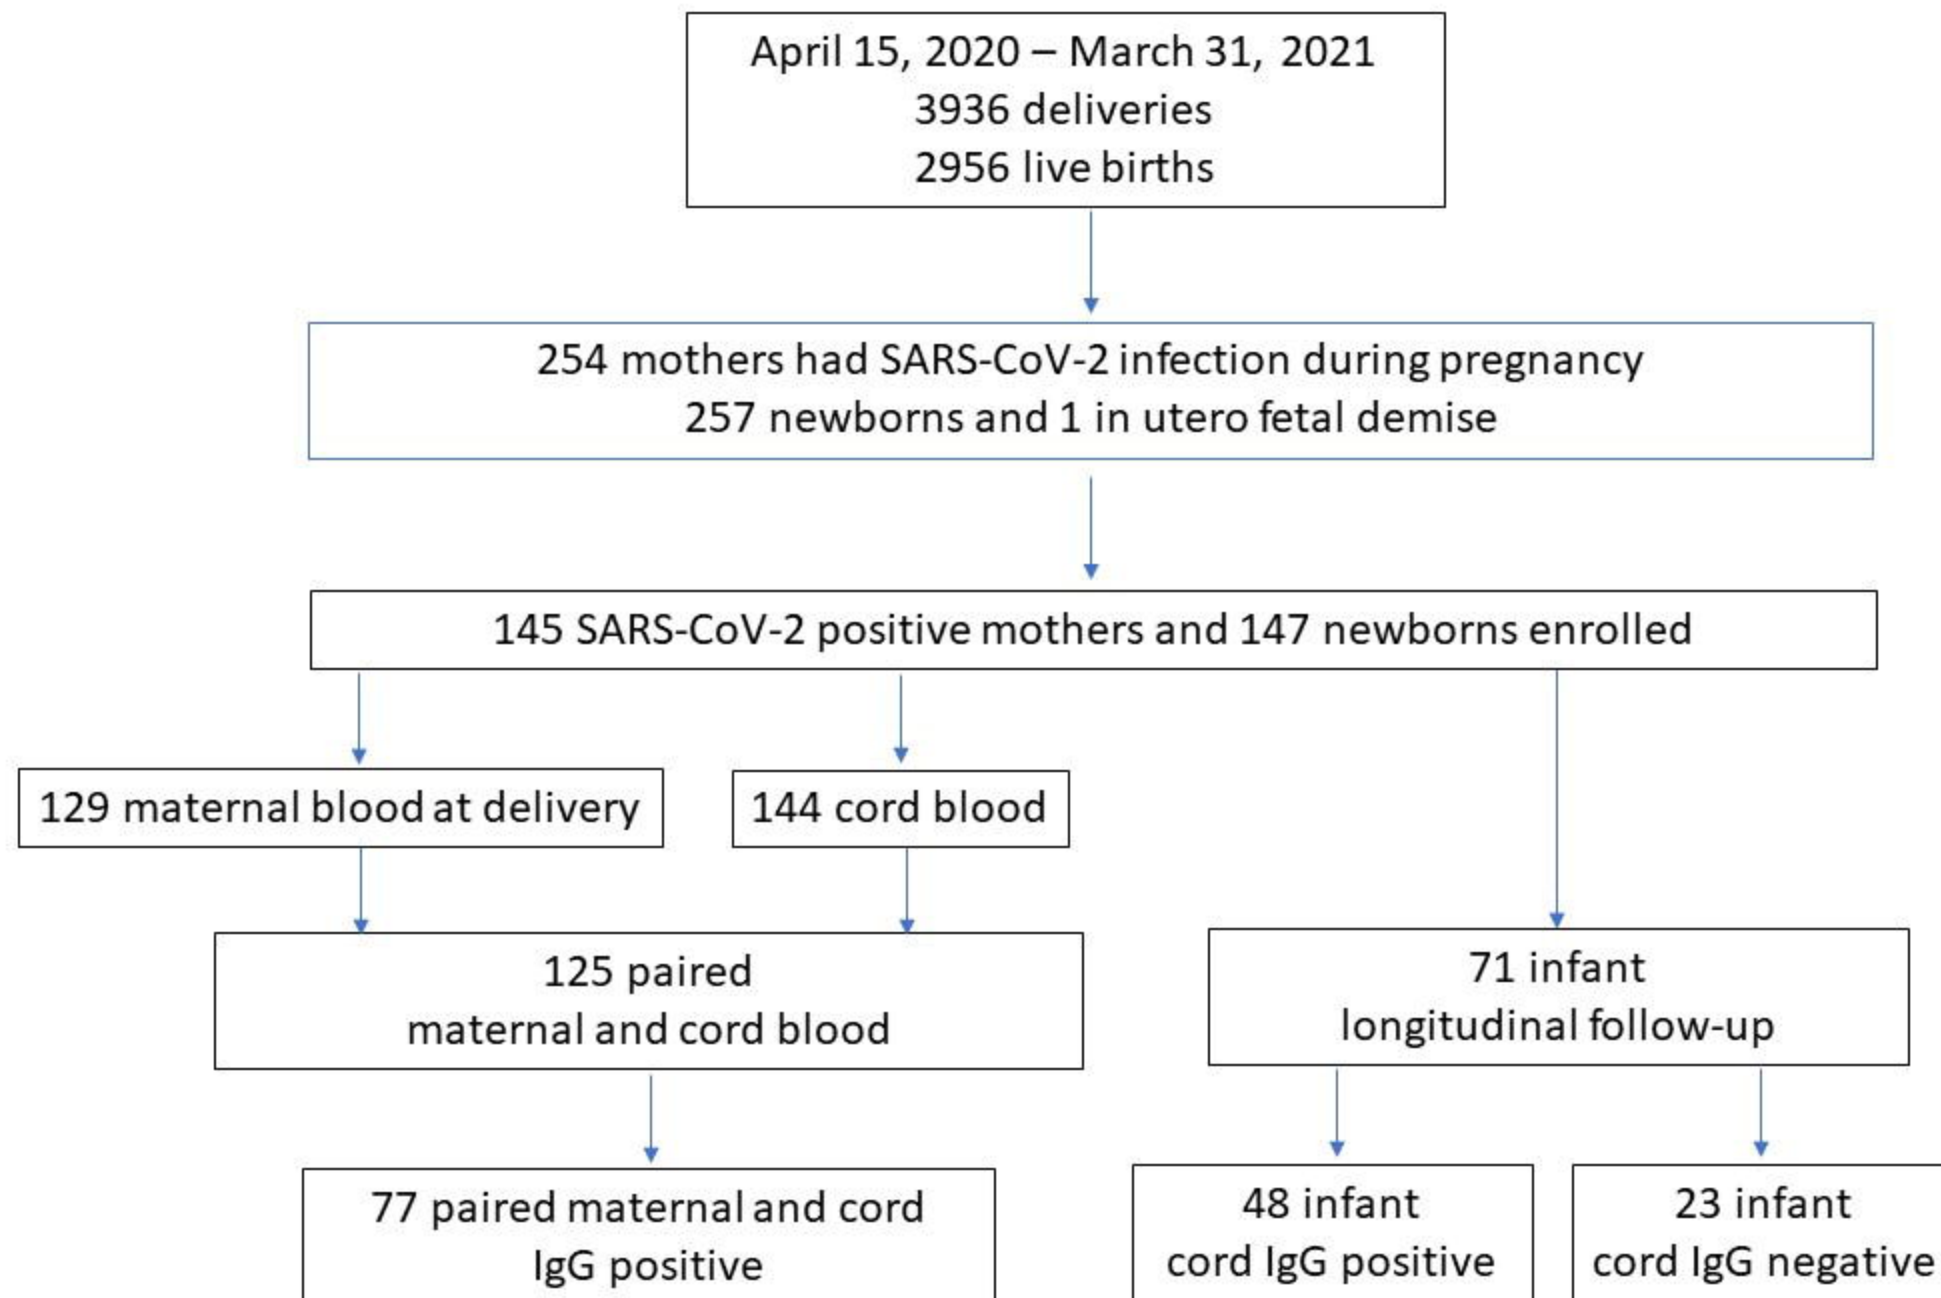 April 15, 2020 – March 31, 2021
3936 deliveries
2956 live births
254 mothers had SARS-CoV-2 infection during pregnancy
257 newborns and 1 in utero fetal demise
145 SARS-CoV-2 positive mothers and 147 newborns enrolled
129 maternal blood at delivery
144 cord blood
125 paired
maternal and cord blood
71 infant
longitudinal follow-up
77 paired maternal and cord
IgG positive
48 infant
cord IgG positive
23 infant
cord IgG negative